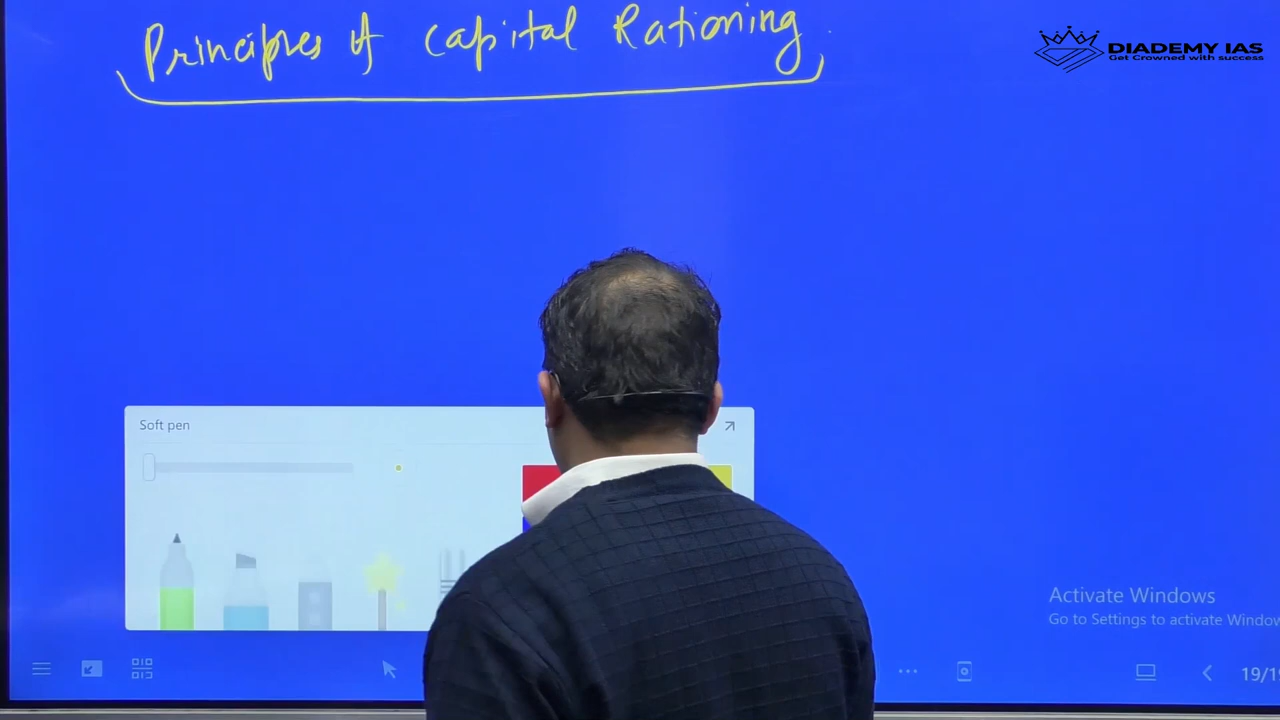 Principles of Capital Rationing
DIADEMY IAS
Get Crowned with success
Soft pen
Activate Windows
Go to Settings to activate Window
19/19